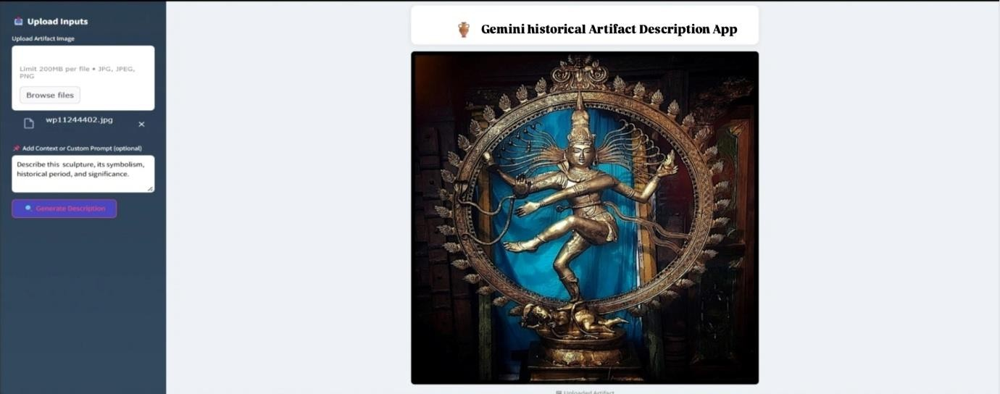 Upload Inputs
Upload Artifact Image
Limit 200MB per file • JPG, JPEG,
PNG
Browse files
wp11244402.jpg
×
Add Context or Custom Prompt (optional)
Describe this sculpture, its symbolism,
historical period, and significance.
Generate Description
Gemini historical Artifact Description App
Uploaded Artifact